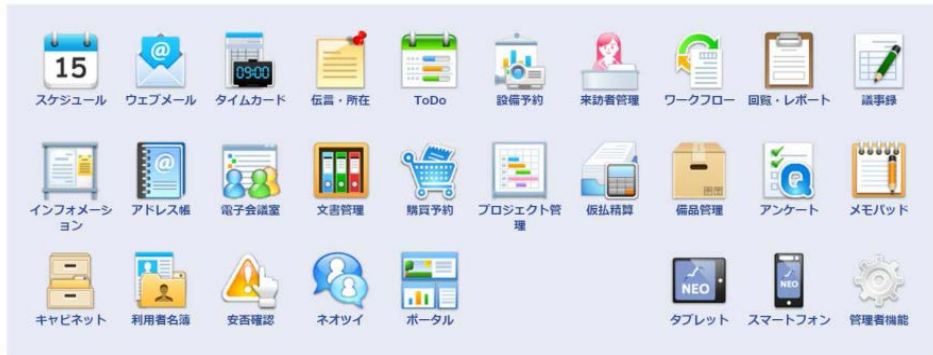 15
09:00
スケジュール
ウェブメール
タイムカード
伝言・所在
ToDo
設備予約
来訪者管理
ワークフロー
回覧・レポート
議事録
@
@
Q
インフォメーシ
ョン
アドレス帳
電子会議室
文書管理
購買予約
プロジェクト管
理
仮払精算
備品管理
アンケート
メモパッド
NEO
NEO
キャビネット
利用者名簿
安否確認
ネオツイ
ポータル
タブレット
スマートフォン
管理者機能